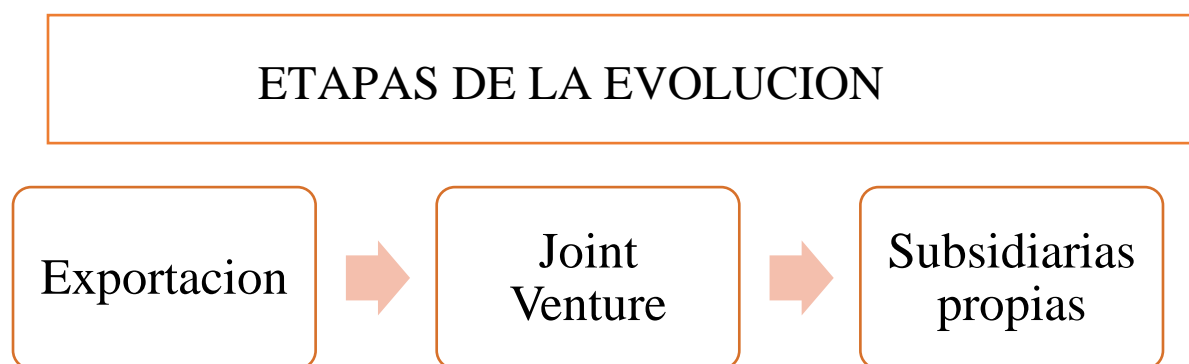 ETAPAS DE LA EVOLUCION
Exportacion
Joint
Venture
Subsidiarias
propias